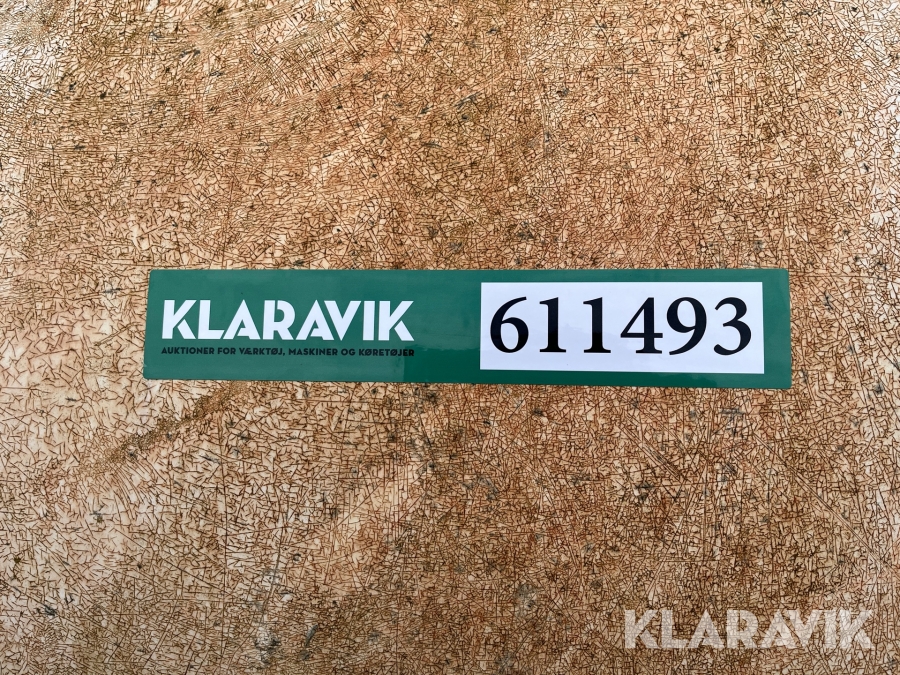 KLARAVIK
AUKTIONER FOR VÆRKTØJ, MASKINER OG KØRETØJER
611493
KLARAVIK